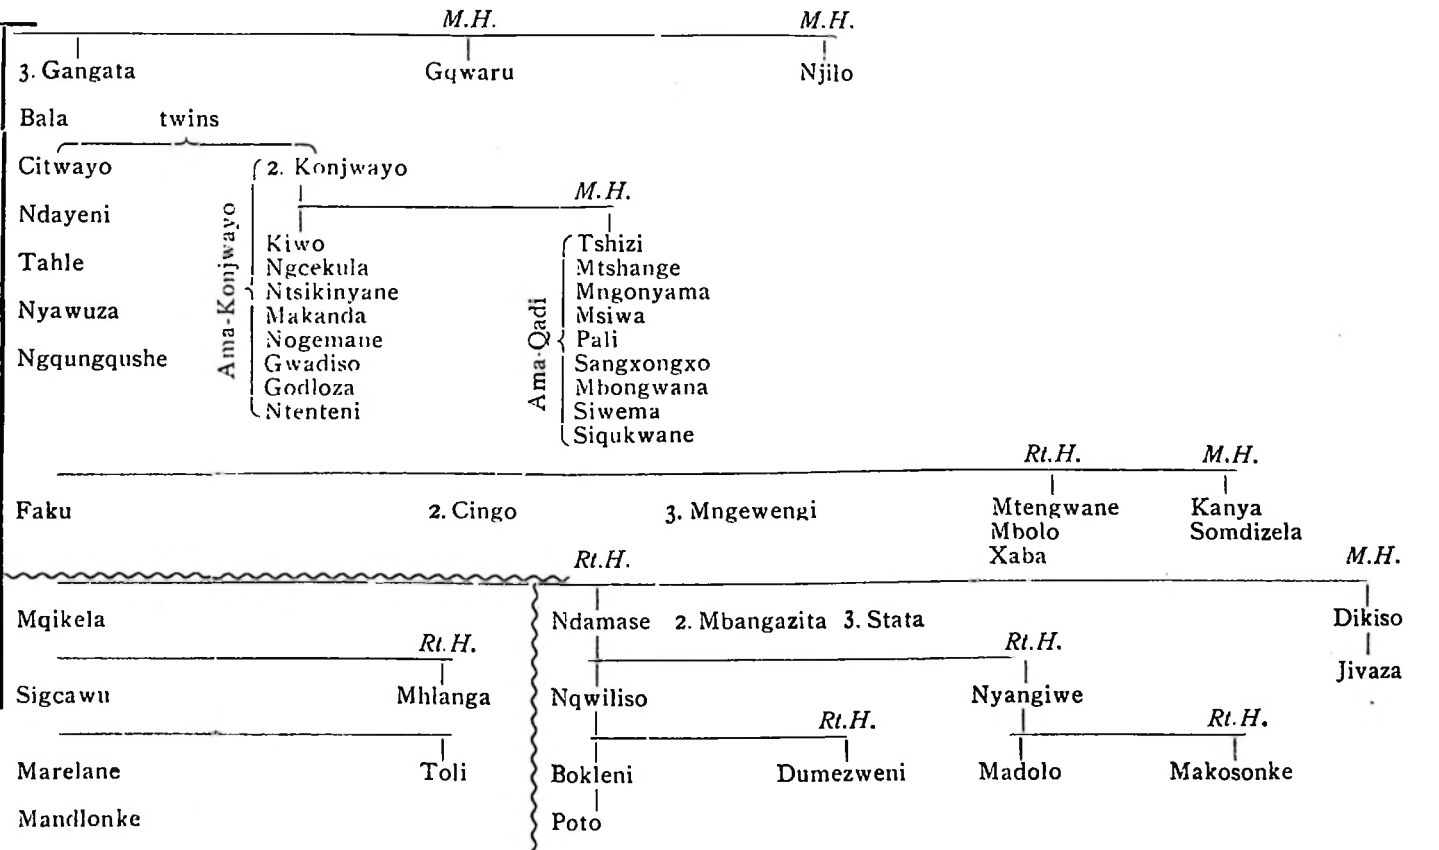 M.H. M.H.
3. Gangata Gqwaru Njilo
Bala twins
Citwayo 2. Konjwayo
M.H.
Ndayeni
Ama-Konjwayo
Kiwo Tshizi
Tahle Ngcekula Mtshange
Ntsikinyane Mngonyama
Nyawuza Makanda Msiwa
Ama-Qadi
Nogemane Pali
Ngqungqushe Gwadiso Sangxongxo
Godloza Mbongwana
Ntenteni Siwema
Siqukwane
Rt.H. M.H.
Faku 2. Cingo 3. Mngewengi Mtengwane Kanya
Mbolo Somdizela
Rt.H. Xaba M.H.
Mqikela Ndamase 2. Mbangazita 3. Stata Dikiso
Rt.H. Rt.H.
Jivaza
Sigcawu Mhlanga Nqwiliso Nyangiwe
Rt.H. Rt.H.
Marelane Toli Bokleni Dumezweni Madolo Makosonke
Mandlonke Poto